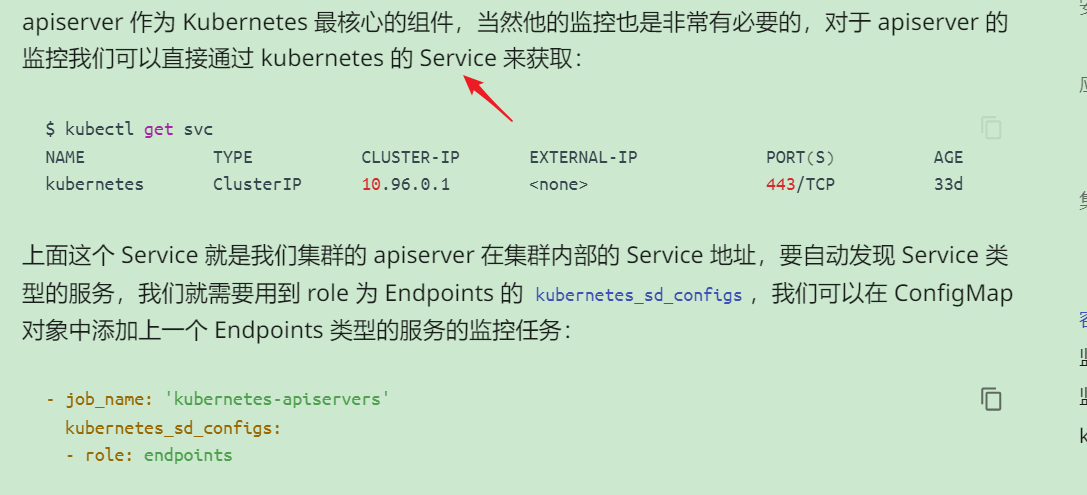 apiserver 作为 Kubernetes 最核心的组件，当然他的监控也是非常有必要的，对于 apiserver 的
监控我们可以直接通过 kubernetes 的 Service 来获取：
$ kubectl get svc
NAME TYPE CLUSTER-IP EXTERNAL-IP PORT(S) AGE
kubernetes ClusterIP 10.96.0.1 <none> 443/TCP 33d
上面这个 Service 就是我们集群的 apiserver 在集群内部的 Service 地址，要自动发现 Service 类
型的服务，我们就需要用到 role 为 Endpoints 的 kubernetes_sd_configs ，我们可以在 ConfigMap
对象中添加上一个 Endpoints 类型的服务的监控任务：
- job_name: 'kubernetes-apiservers'
kubernetes_sd_configs:
- role: endpoints